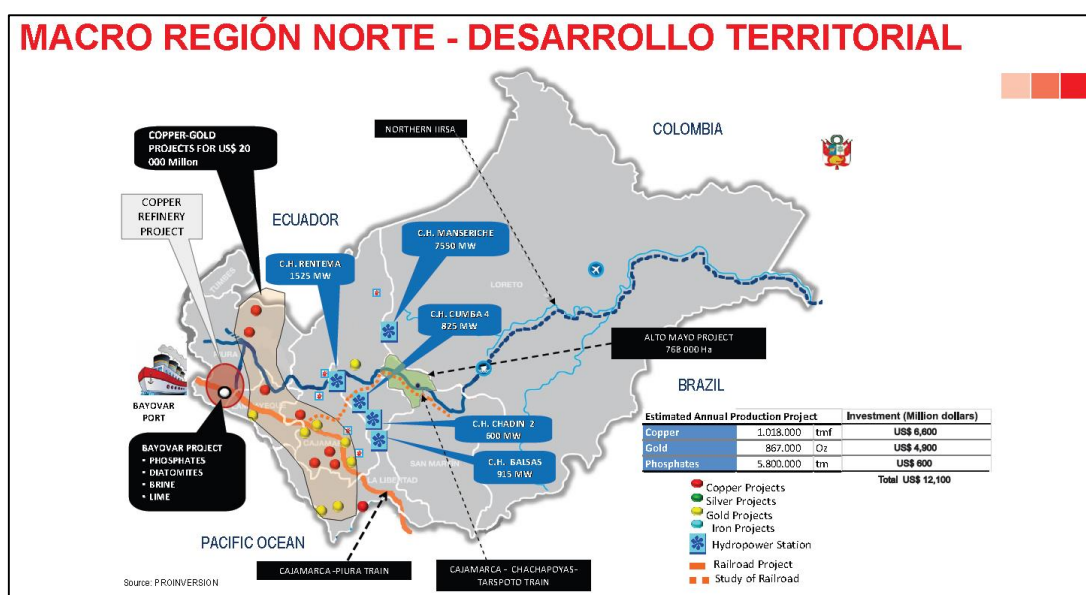 MACRO REGIÓN NORTE - DESARROLLO TERRITORIAL
NORTHERN IIRSA
COLOMBIA
COPPER-GOLD
PROJECTS FOR US$ 20
000 Millon
COPPER
REFINERY
PROJECT
ECUADOR
C.H. MANSERICHE
7550 MW
C.H. RENTEMA
1525 MW
TUMBES
LORETO
C.H. CUMBA 4
825 MW
ALTO MAYO PROJECT
768 000 Ha
BRAZIL
BAYOVAR
PORT
BAYOVAR PROJECT
• PHOSPHATES
• DIATOMITES
• BRINE
• LIME
C.H. CHADIN 2
600 MW
C.H. BALSAS
915 MW
SAN MARTIN
LA LIBERTAD
Estimated Annual Production Project Investment (Million dollars)
Copper 1.018.000 tmf US$ 6,600
Gold 867.000 Oz US$ 4,900
Phosphates 5.800.000 tm US$ 600
Total US$ 12,100
Copper Projects
Silver Projects
Gold Projects
Iron Projects
Hydropower Station
Railroad Project
Study of Railroad
PACIFIC OCEAN
CAJAMARCA -PIURA TRAIN
CAJAMARCA - CHACHAPOYAS-
TARSPOTO TRAIN
Source: PROINVERSION